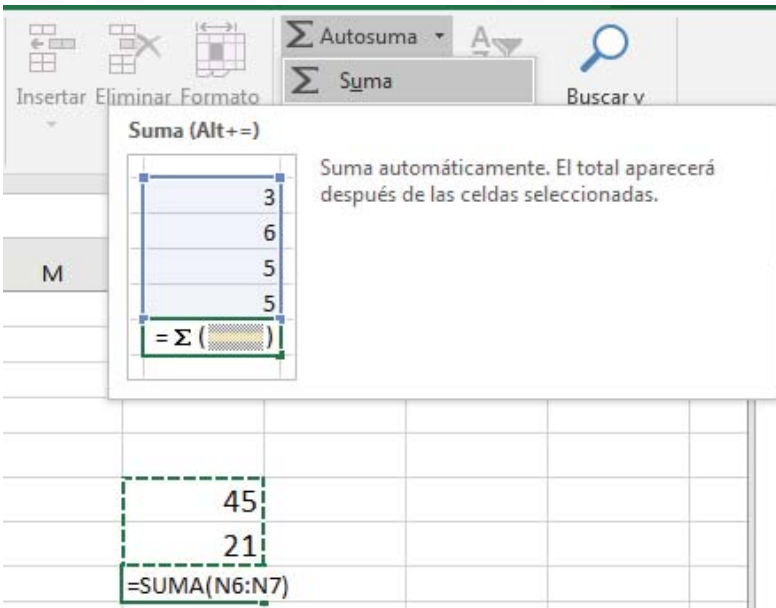 Σ Autosuma
Insertar Eliminar Formato
Σ Suma
Buscar y
Suma (Alt+=)
Suma automáticamente. El total aparecerá
después de las celdas seleccionadas.
3
6
5
5
= Σ ( )
M
45
21
=SUMA(N6:N7)